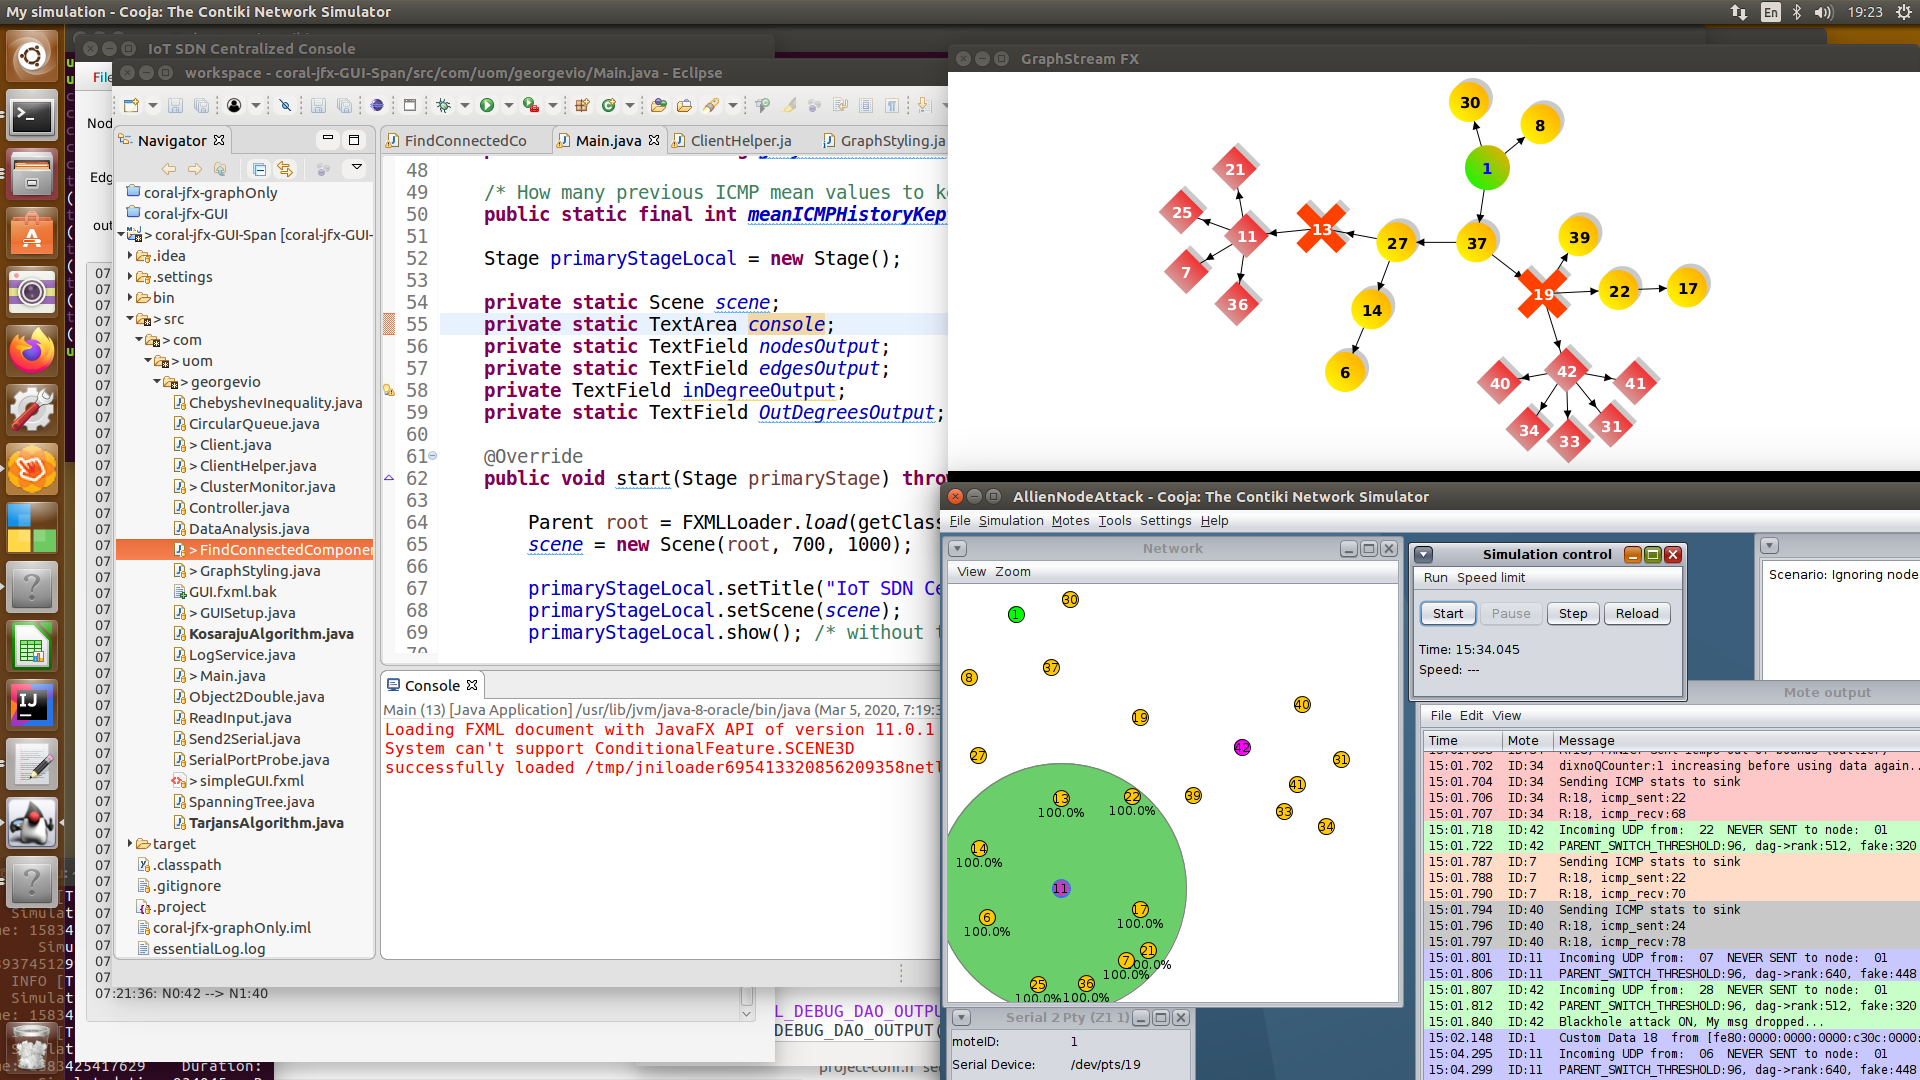 My simulation - Cooja: The Contiki Network Simulator
En
19:23
IoT SDN Centralized Console
workspace - coral-jfx-GUI-Span/src/com/uom/georgevio/Main.java - Eclipse
File
Navigator
coral-jfx-graphOnly
coral-jfx-GUI
> coral-jfx-GUI-Span [coral-jfx-GUI-
> .idea
> .settings
> bin
> src
> com
> uom
> georgevio
ChebyshevInequality.java
CircularQueue.java
> Client.java
> ClientHelper.java
> ClusterMonitor.java
Controller.java
DataAnalysis.java
> FindConnectedComponen
> GraphStyling.java
GUI.fxml.bak
> GUISetup.java
KosarajuAlgorithm.java
LogService.java
> Main.java
Object2Double.java
ReadInput.java
Send2Serial.java
SerialPortProbe.java
> simpleGUI.fxml
SpanningTree.java
TarjansAlgorithm.java
target
.classpath
.gitignore
.project
coral-jfx-graphOnly.iml
essentialLog.log
07:21:36: N0:42 --> N1:40
FindConnectedCo
Main.java
ClientHelper.ja
GraphStyling.ja
48
49 /* How many previous ICMP mean values to k
50 public static final int meanICMPHistoryKep
51
52 Stage primaryStageLocal = new Stage();
53
54 private static Scene scene;
55 private static TextArea console;
56 private static TextField nodesOutput;
57 private static TextField edgesOutput;
58 private TextField inDegreeOutput;
59 private static TextField OutDegreesOutput;
60
61 @Override
62 public void start(Stage primaryStage) throw
63
64 Parent root = FXMLLoader.load(getClass
65 scene = new Scene(root, 700, 1000);
66
67 primaryStageLocal.setTitle("IoT SDN Ce
68 primaryStageLocal.setScene(scene);
69 primaryStageLocal.show(); /* without t
Console
Main (13) [Java Application] /usr/lib/jvm/java-8-oracle/bin/java (Mar 5, 2020, 7:19:3
Loading FXML document with JavaFX API of version 11.0.1
System can't support ConditionalFeature.SCENE3D
successfully loaded /tmp/jniloader695413320856209358netl
GraphStream FX
30
8
1
21
25
11
13
27
37
39
7
36
19
22
17
14
6
42
40
41
34
33
31
AllienNodeAttack - Cooja: The Contiki Network Simulator
File Simulation Motes Tools Settings Help
Network
View Zoom
1
30
8
37
19
40
42
27
31
41
39
33
34
13
100.0%
22
100.0%
14
100.0%
11
6
100.0%
17
100.0%
21
7
100.0%
25
100.0%
36
100.0%
Simulation control
Run Speed limit
Start Pause Step Reload
Time: 15:34.045
Speed: ---
Scenario: Ignoring node
Mote output
File Edit View
Time Mote Message
15:01.702 ID:34 dixnoQCounter:1 increasing before using data again..
15:01.704 ID:34 Sending ICMP stats to sink
15:01.706 ID:34 R:18, icmp_sent:22
15:01.707 ID:34 R:18, icmp_recv:68
15:01.718 ID:42 Incoming UDP from: 22 NEVER SENT to node: 01
15:01.722 ID:42 PARENT_SWITCH_THRESHOLD:96, dag->rank:512, fake:320
15:01.787 ID:7 Sending ICMP stats to sink
15:01.788 ID:7 R:18, icmp_sent:22
15:01.790 ID:7 R:18, icmp_recv:70
15:01.794 ID:40 Sending ICMP stats to sink
15:01.796 ID:40 R:18, icmp_sent:24
15:01.797 ID:40 R:18, icmp_recv:78
15:01.801 ID:11 Incoming UDP from: 07 NEVER SENT to node: 01
15:01.806 ID:11 PARENT_SWITCH_THRESHOLD:96, dag->rank:640, fake:448
15:01.807 ID:42 Incoming UDP from: 28 NEVER SENT to node: 01
15:01.812 ID:42 PARENT_SWITCH_THRESHOLD:96, dag->rank:512, fake:320
15:01.840 ID:42 Blackhole attack ON, My msg dropped...
15:02.148 ID:1 Custom Data 18 from [fe80:0000:0000:0000:c30c:0000:
15:04.295 ID:11 Incoming UDP from: 06 NEVER SENT to node: 01
15:04.299 ID:11 PARENT_SWITCH_THRESHOLD:96, dag->rank:640, fake:448
Serial 2 Pty (Z1 1)
moteID: 1
Serial Device: /dev/pts/19
L_DEBUG_DAO_OUTPU
DEBUG_DAO_OUTPUT(
Duration: